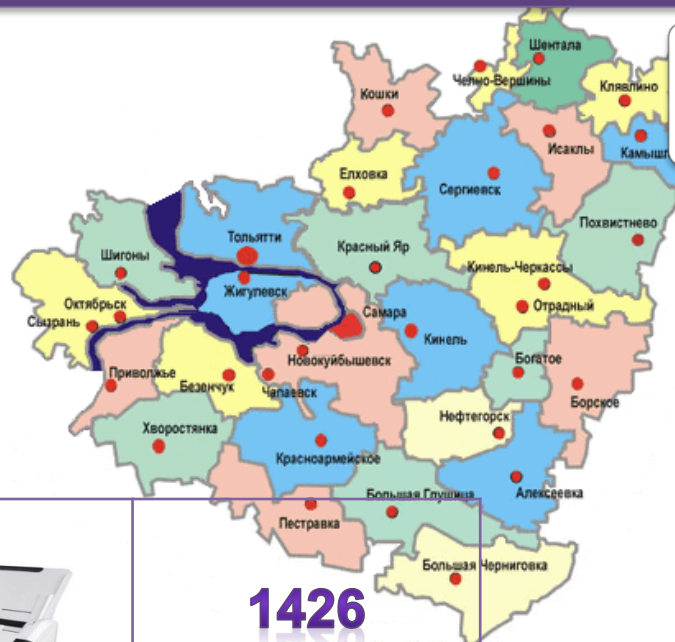 Шентала
Челно-Вершины
Кошки
Клявлино
Исаклы
Елховка
Сергиевск
Похвистнево
Тольятти
Красный Яр
Шигоны
Кинель-Черкассы
Жигулевск
Октябрьск
Отрадный
Самара
Сызрань
Кинель
Новокуйбышевск
Богатое
Приволжье
Безенчук
Чапаевск
Борское
Нефтегорск
Хворостянка
Красноармейское
Алексеевка
Большая Глушица
Пестравка
Большая Черниговка
1426